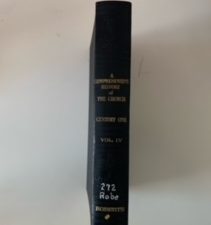 A
COMPREHENSIVE
HISTORY
of
THE CHURCH
CENTURY ONE
VOL. IV
272
Robe
ROBERTS